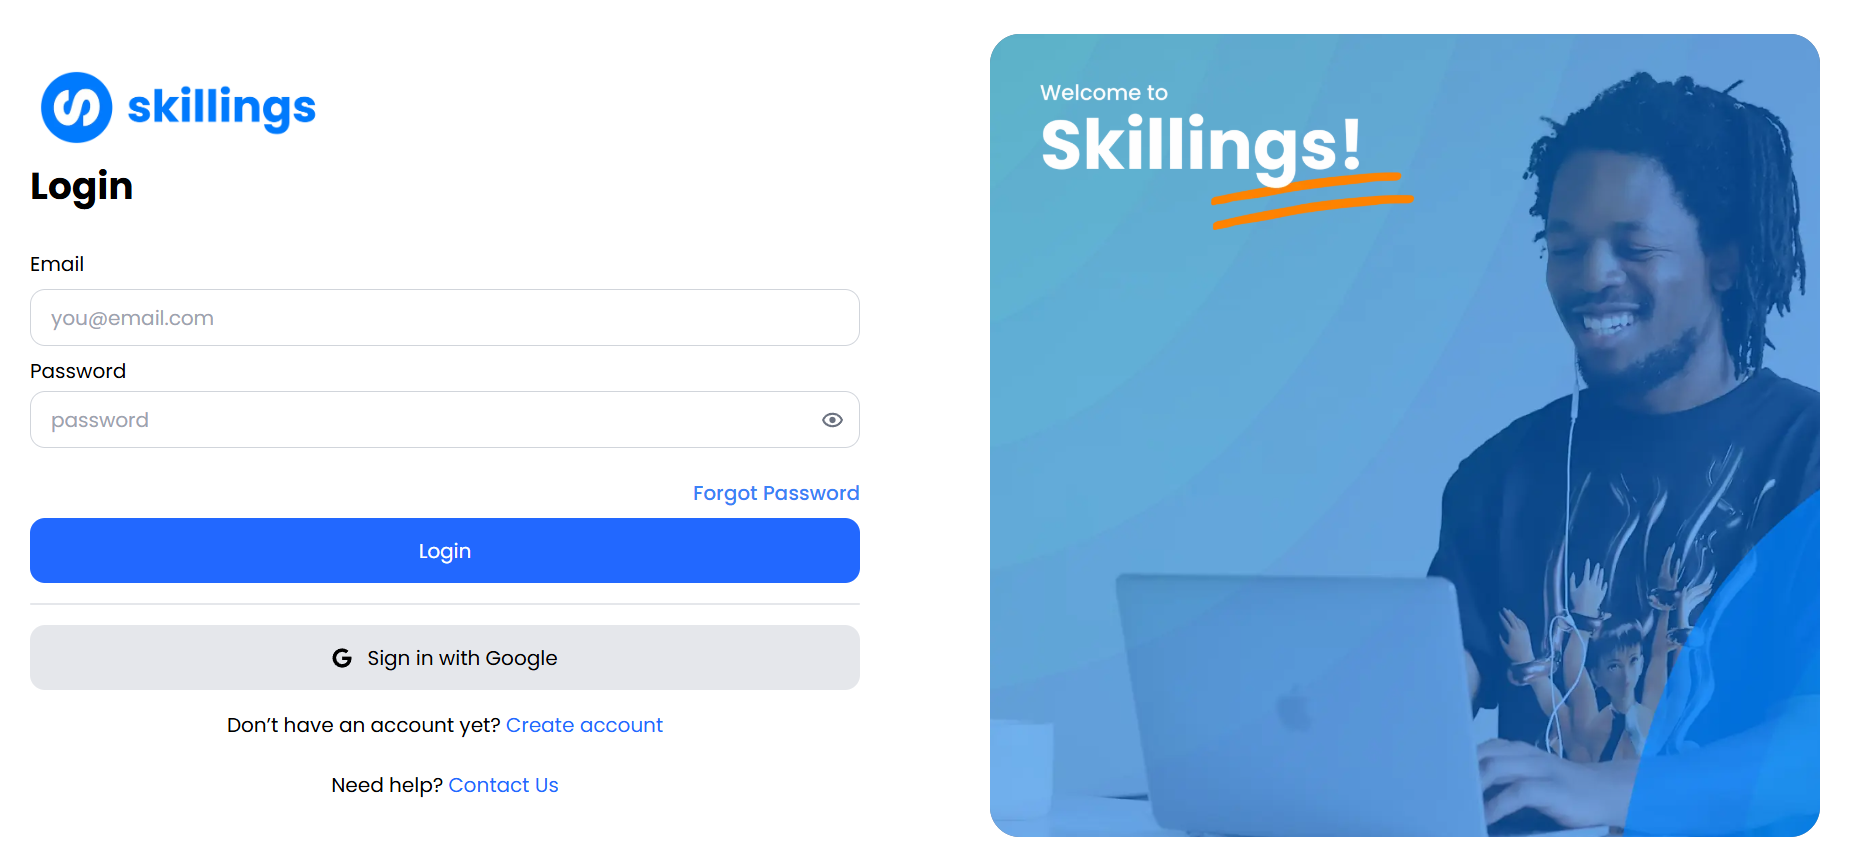 skillings
Login
Email
you@email.com
Password
password
Forgot Password
Login
Sign in with Google
Don’t have an account yet? Create account
Need help? Contact Us
Welcome to
Skillings!